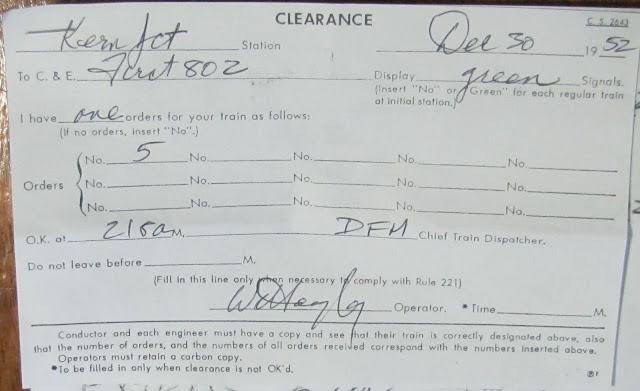 CLEARANCE
C. S. 2643
Kern Jct Station Dec 30 19 52
To C. & E. First 802 Display green Signals.
(Insert "No" or "Green" for each regular train at initial station.)
I have one orders for your train as follows:
(If no orders, insert "No".)
No. 5 No. No. No. No.
Orders No. No. No. No. No.
No. No. No. No. No.
O.K. at 218am M. DFM Chief Train Dispatcher.
Do not leave before M.
(Fill in this line only when necessary to comply with Rule 221)
Operator. *Time M.
Conductor and each engineer must have a copy and see that their train is correctly designated above, also
that the number of orders, and the numbers of all orders received correspond with the numbers inserted above.
Operators must retain a carbon copy.
*To be filled in only when clearance is not OK'd.